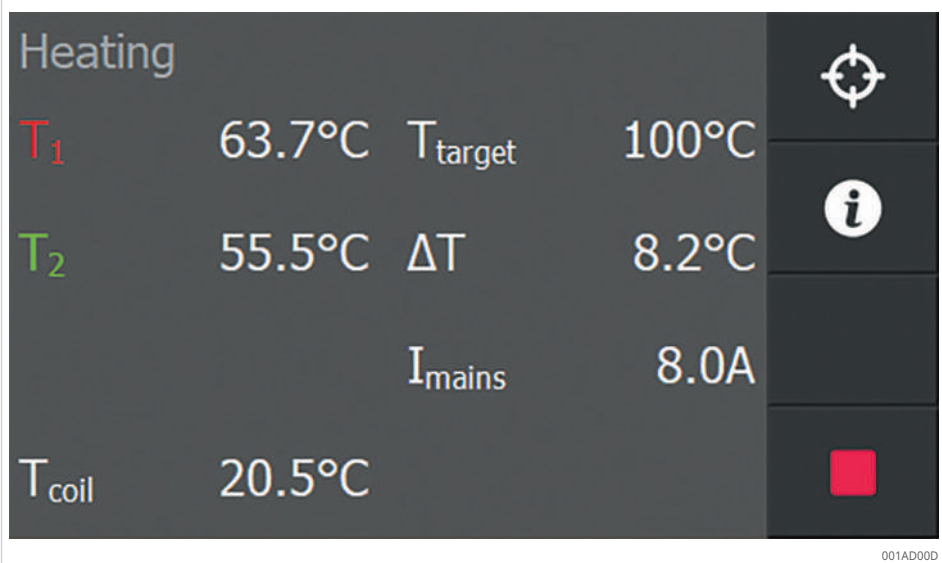 Heating
T1 63.7°C Ttarget 100°C
T2 55.5°C ΔT 8.2°C
Imains 8.0A
Tcoil 20.5°C
i
001AD00D